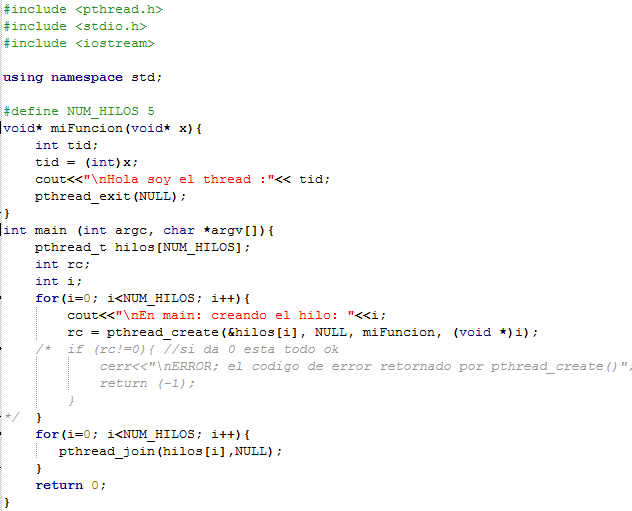 #include <pthread.h>
#include <stdio.h>
#include <iostream>
using namespace std;
#define NUM_HILOS 5
void* miFuncion(void* x){
int tid;
tid = (int)x;
cout<<"\nHola soy el thread :"<< tid;
pthread_exit(NULL);
}
int main (int argc, char *argv[]){
pthread_t hilos[NUM_HILOS];
int rc;
int i;
for(i=0; i<NUM_HILOS; i++){
cout<<"\nEn main: creando el hilo: "<<i;
rc = pthread_create(&hilos[i], NULL, miFuncion, (void *)i);
/* if (rc!=0){ //si da 0 esta todo ok
cerr<<"\nERROR; el codigo de error retornado por pthread_create()";
return (-1);
}
*/ }
for(i=0; i<NUM_HILOS; i++){
pthread_join(hilos[i],NULL);
}
return 0;
}